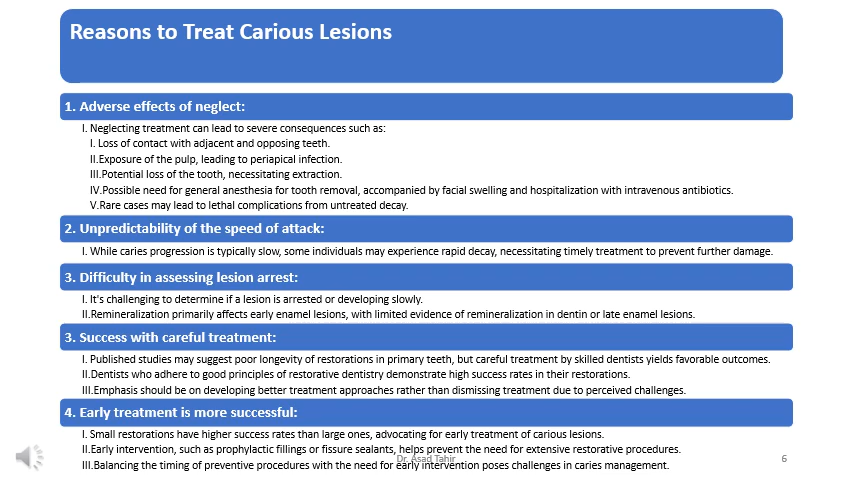 Reasons to Treat Carious Lesions
1. Adverse effects of neglect:
I. Neglecting treatment can lead to severe consequences such as:
I. Loss of contact with adjacent and opposing teeth.
II.Exposure of the pulp, leading to periapical infection.
III.Potential loss of the tooth, necessitating extraction.
IV.Possible need for general anesthesia for tooth removal, accompanied by facial swelling and hospitalization with intravenous antibiotics.
V.Rare cases may lead to lethal complications from untreated decay.
2. Unpredictability of the speed of attack:
I. While caries progression is typically slow, some individuals may experience rapid decay, necessitating timely treatment to prevent further damage.
3. Difficulty in assessing lesion arrest:
I. It's challenging to determine if a lesion is arrested or developing slowly.
II.Remineralization primarily affects early enamel lesions, with limited evidence of remineralization in dentin or late enamel lesions.
3. Success with careful treatment:
I. Published studies may suggest poor longevity of restorations in primary teeth, but careful treatment by skilled dentists yields favorable outcomes.
II.Dentists who adhere to good principles of restorative dentistry demonstrate high success rates in their restorations.
III.Emphasis should be on developing better treatment approaches rather than dismissing treatment due to perceived challenges.
4. Early treatment is more successful:
I. Small restorations have higher success rates than large ones, advocating for early treatment of carious lesions.
II.Early intervention, such as prophylactic fillings or fissure sealants, helps prevent the need for extensive restorative procedures.
III.Balancing the timing of preventive procedures with the need for early intervention poses challenges in caries management.
Dr. Asad Tahir
6